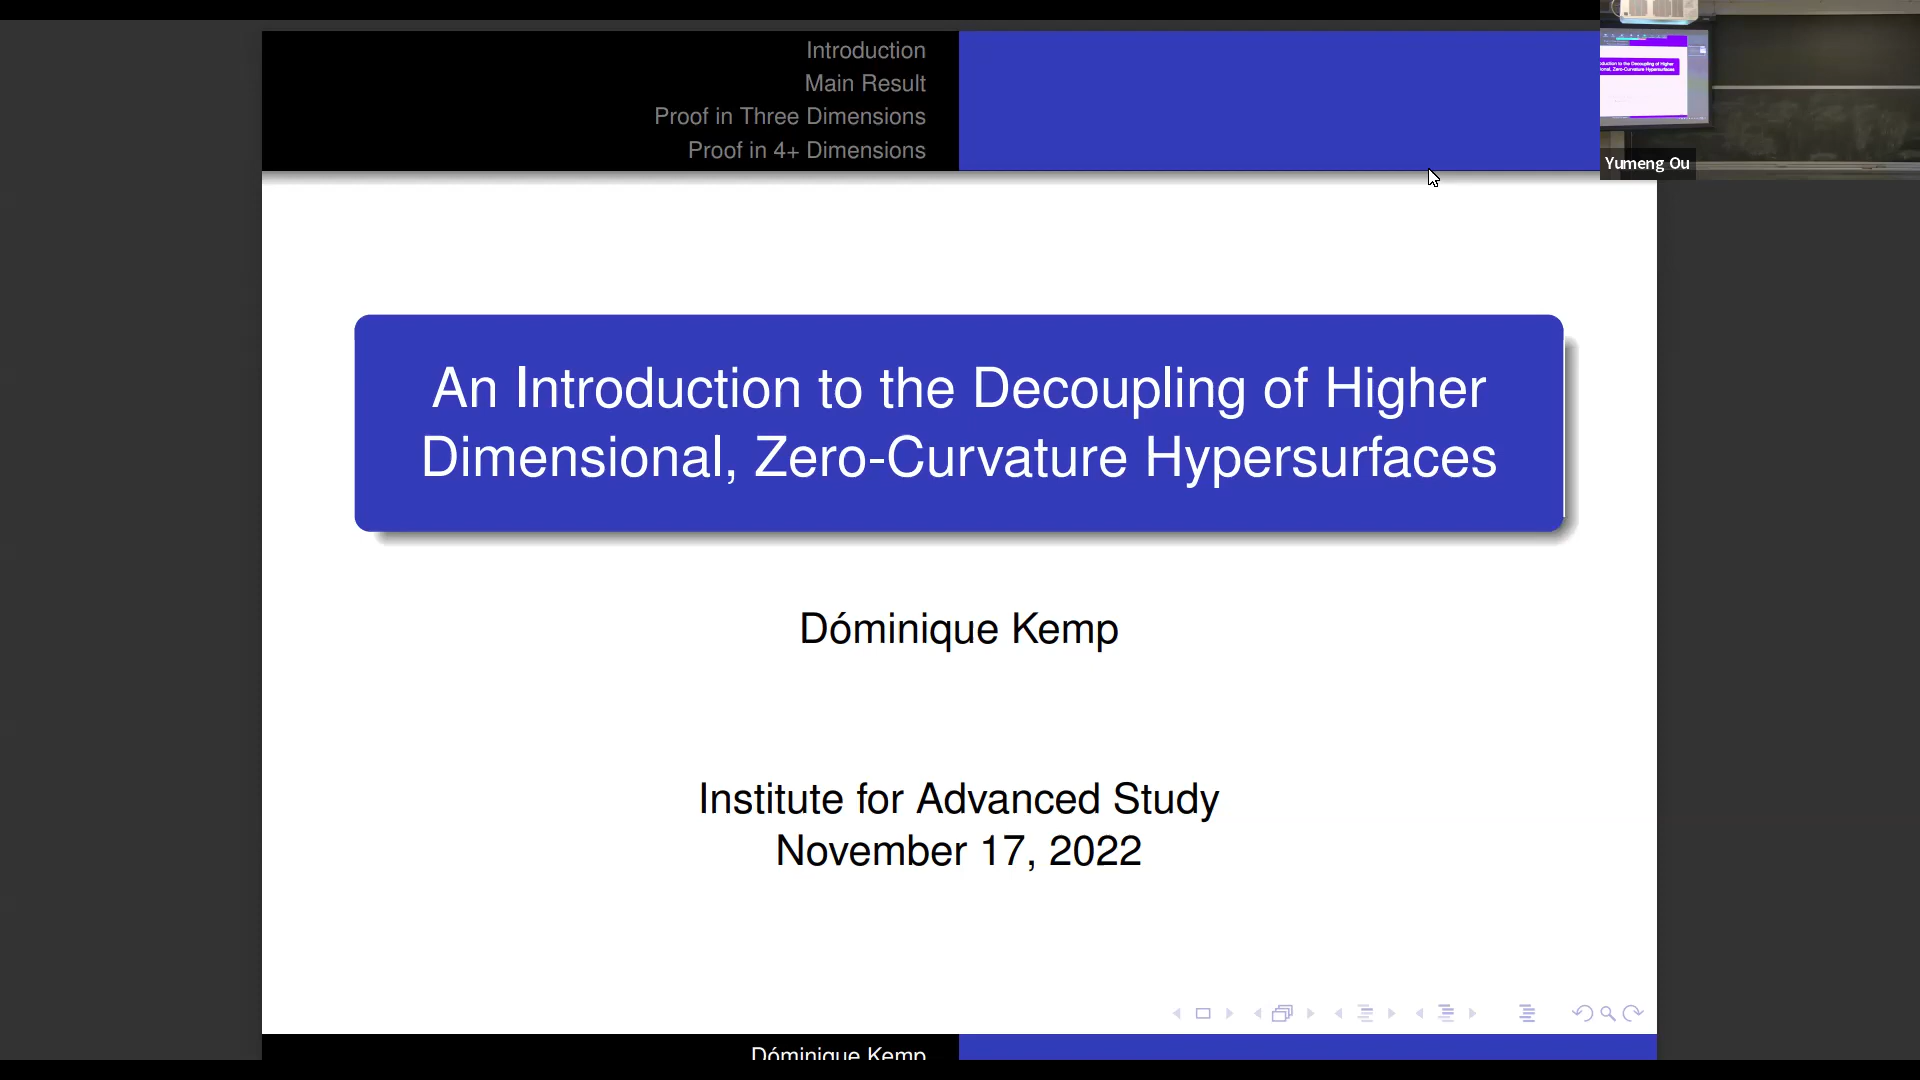 Introduction
Main Result
Proof in Three Dimensions
Proof in 4+ Dimensions
Yumeng Ou
An Introduction to the Decoupling of Higher
Dimensional, Zero-Curvature Hypersurfaces
Dóminique Kemp
Institute for Advanced Study
November 17, 2022
Dóminique Kemp